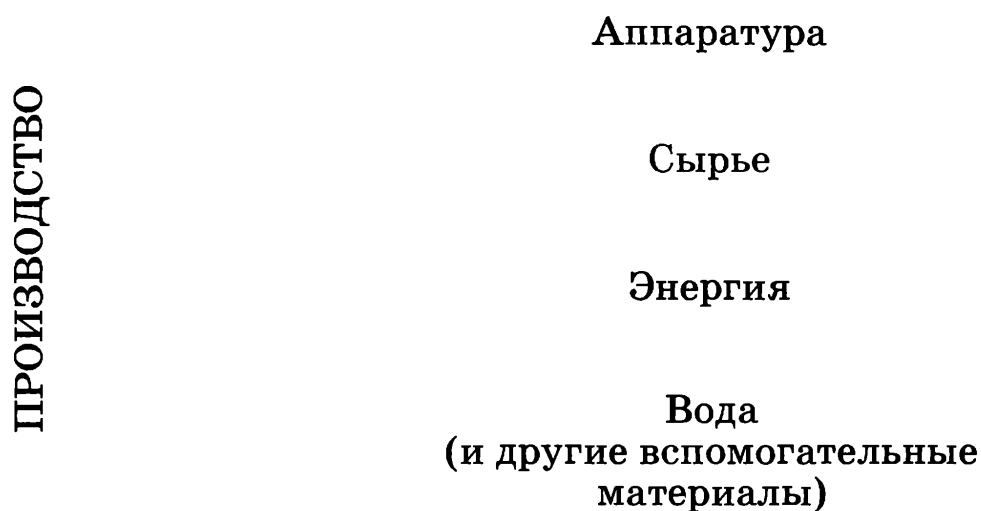 ПРОИЗВОДСТВО
Аппаратура
Сырье
Энергия
Вода
(и другие вспомогательные
материалы)